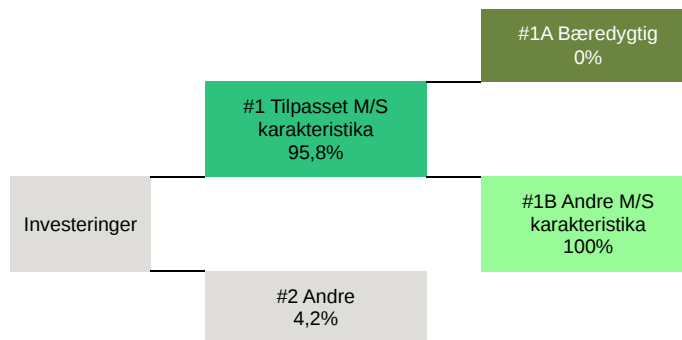 #1A Bæredygtig
0%
#1 Tilpasset M/S
karakteristika
95,8%
Investeringer
#1B Andre M/S
karakteristika
100%
#2 Andre
4,2%